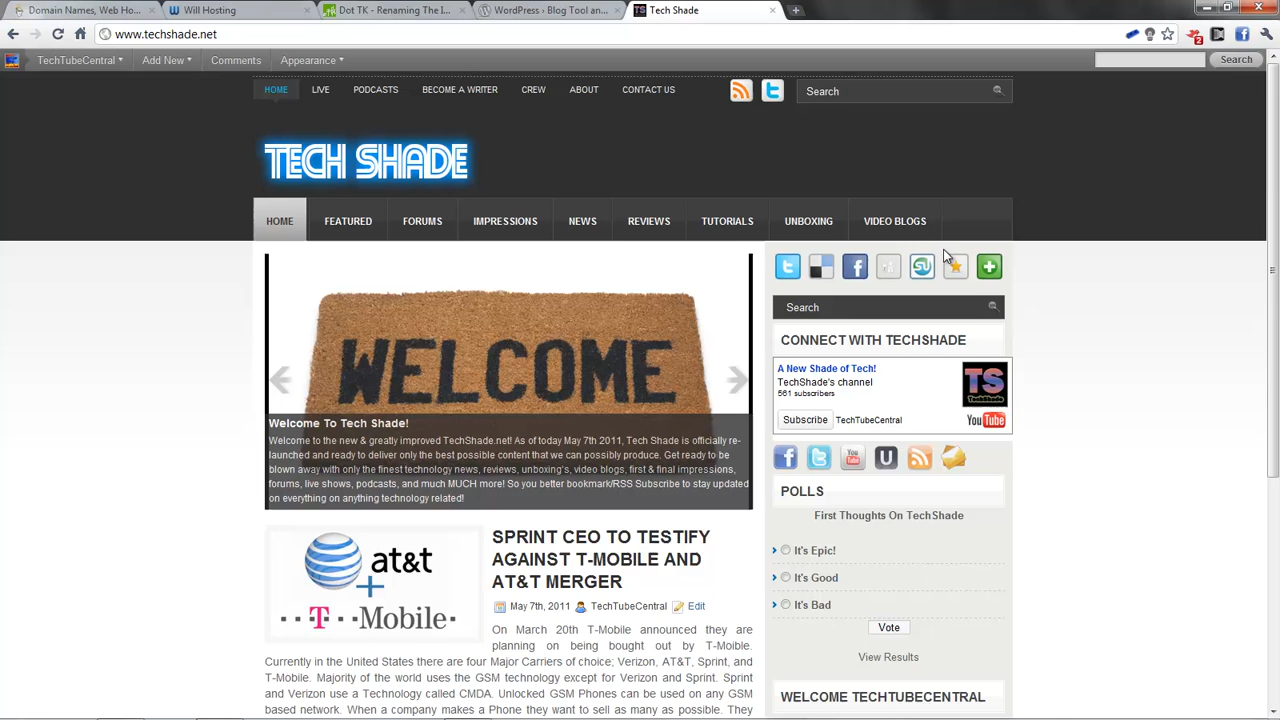 Domain Names, Web Ho...
Will Hosting
Dot TK - Renaming The I...
WordPress › Blog Tool an...
Tech Shade
www.techshade.net
2
TechTubeCentral
Add New
Comments
Appearance
Search
HOME
LIVE
PODCASTS
BECOME A WRITER
CREW
ABOUT
CONTACT US
Search
TECH SHADE
HOME
FEATURED
FORUMS
IMPRESSIONS
NEWS
REVIEWS
TUTORIALS
UNBOXING
VIDEO BLOGS
WELCOME
Welcome To Tech Shade!
Welcome to the new & greatly improved TechShade.net! As of today May 7th 2011, Tech Shade is officially re-
launched and ready to deliver only the best possible content that we can possibly produce. Get ready to be
blown away with only the finest technology news, reviews, unboxing's, video blogs, first & final impressions,
forums, live shows, podcasts, and much MUCH more! So you better bookmark/RSS Subscribe to stay updated
on everything on anything technology related!
at&t
T··Mobile
SPRINT CEO TO TESTIFY
AGAINST T-MOBILE AND
AT&T MERGER
May 7th, 2011
TechTubeCentral
Edit
On March 20th T-Mobile announced they are
planning on being bought out by T-Moible.
Currently in the United States there are four Major Carriers of choice; Verizon, AT&T, Sprint, and
T-Mobile. Majority of the world uses the GSM technology except for Verizon and Sprint. Sprint
and Verizon use a Technology called CMDA. Unlocked GSM Phones can be used on any GSM
based network. When a company makes a Phone they want to sell as many as possible. They
Search
CONNECT WITH TECHSHADE
A New Shade of Tech!
TechShade's channel
561 subscribers
TS
Subscribe
TechTubeCentral
YouTube
POLLS
First Thoughts On TechShade
It's Epic!
It's Good
It's Bad
Vote
View Results
WELCOME TECHTUBECENTRAL